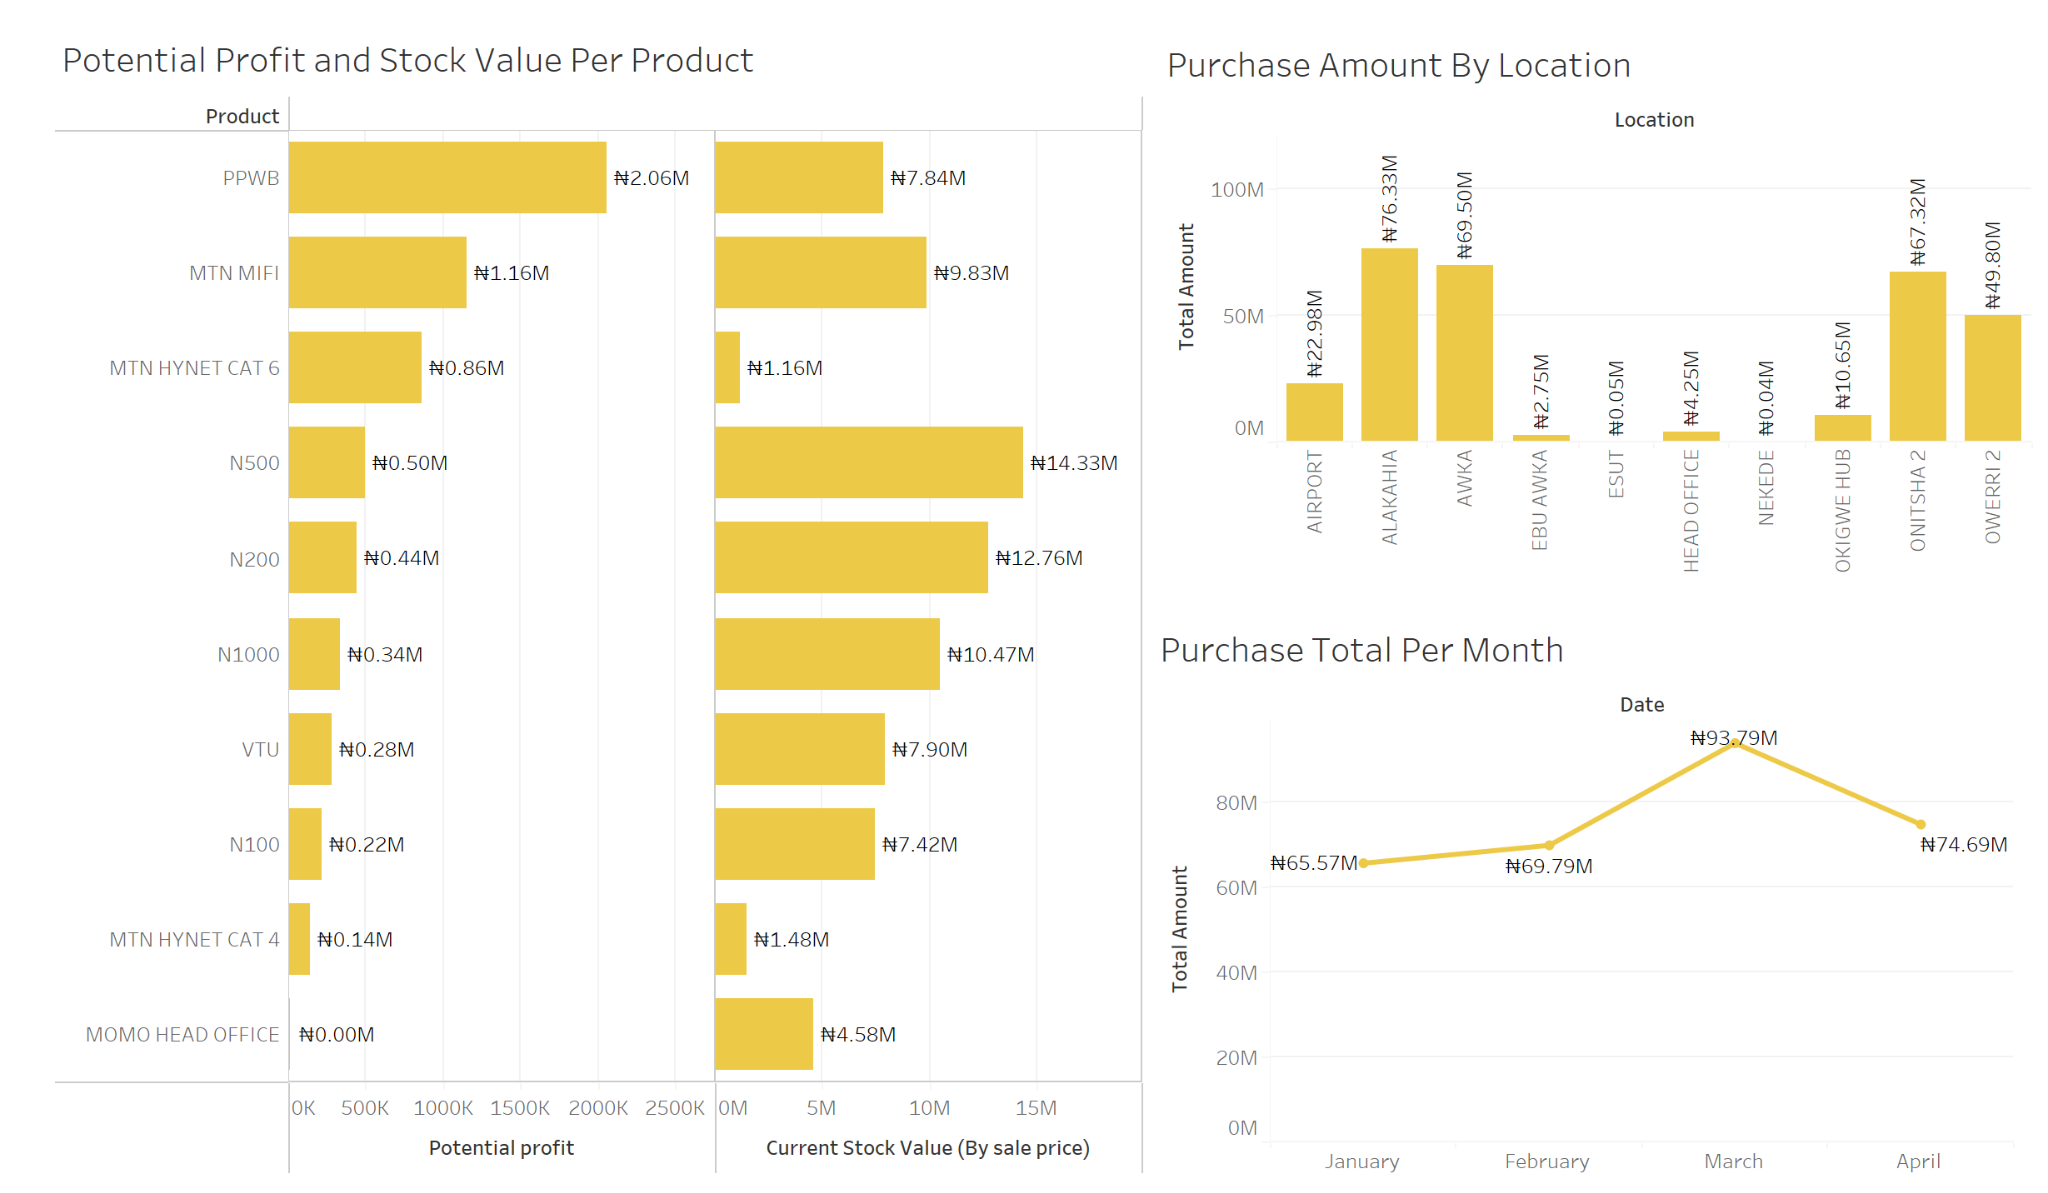 Potential Profit and Stock Value Per Product
Product
PPWB ₦2.06M ₦7.84M
MTN MIFI ₦1.16M ₦9.83M
MTN HYNET CAT 6 ₦0.86M ₦1.16M
N500 ₦0.50M ₦14.33M
N200 ₦0.44M ₦12.76M
N1000 ₦0.34M ₦10.47M
VTU ₦0.28M ₦7.90M
N100 ₦0.22M ₦7.42M
MTN HYNET CAT 4 ₦0.14M ₦1.48M
MOMO HEAD OFFICE ₦0.00M ₦4.58M
0K 500K 1000K 1500K 2000K 2500K 0M 5M 10M 15M
Potential profit Current Stock Value (By sale price)
Purchase Amount By Location
Location
Total Amount
100M
50M
0M
₦22.98M
₦76.33M
₦69.50M
₦2.75M
₦0.05M
₦4.25M
₦0.04M
₦10.65M
₦67.32M
₦49.80M
AIRPORT
ALAKAHIA
AWKA
EBU AWKA
ESUT
HEAD OFFICE
NEKEDE
OKIGWE HUB
ONITSHA 2
OWERRI 2
Purchase Total Per Month
Date
Total Amount
80M
60M
40M
20M
0M
₦65.57M
₦69.79M
₦93.79M
₦74.69M
January February March April